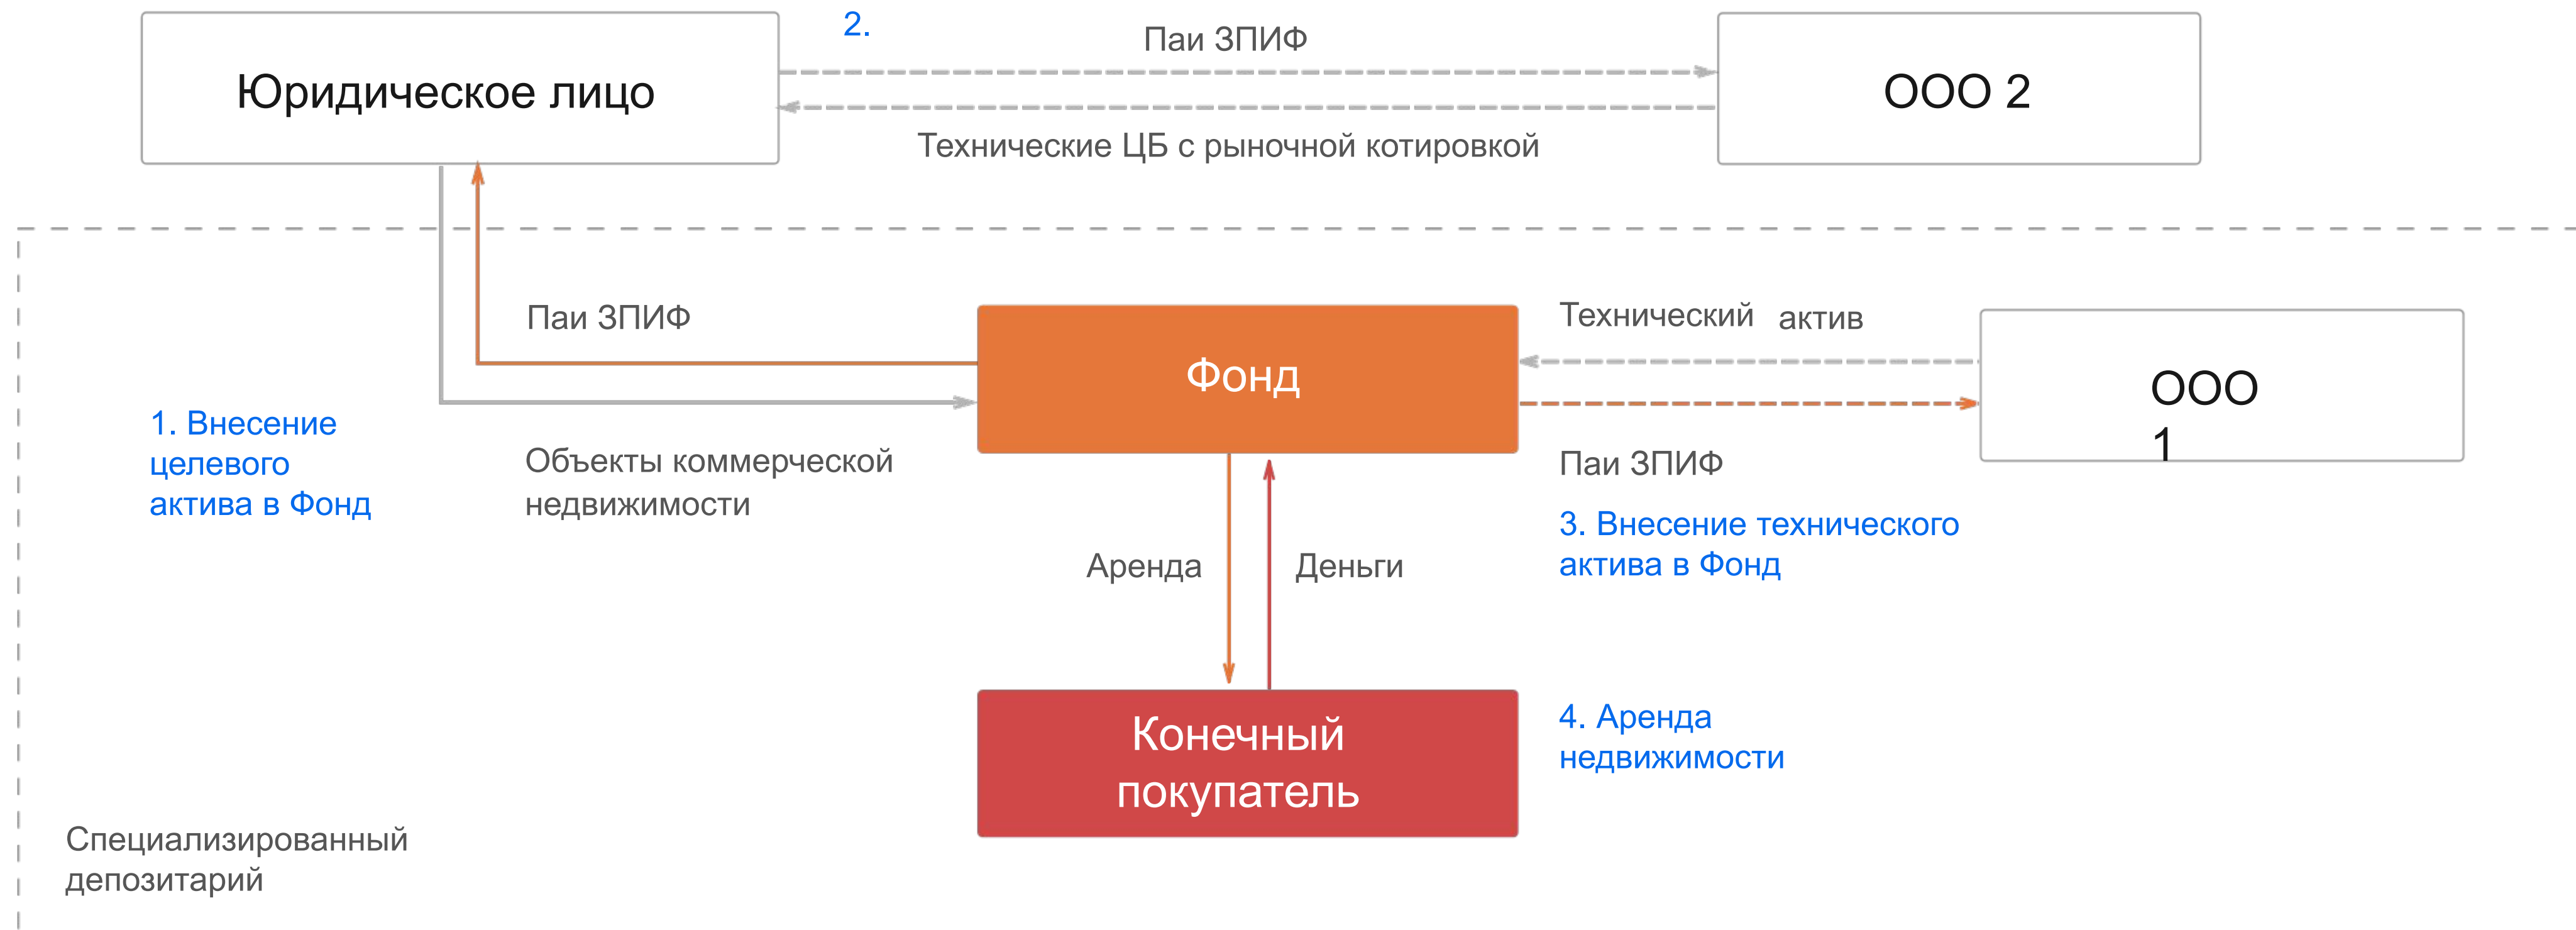 2.
Паи ЗПИФ
Юридическое лицо
ООО 2
Технические ЦБ с рыночной котировкой
Паи ЗПИФ
Технический актив
Фонд
ООО
1
1. Внесение
целевого
актива в Фонд
Объекты коммерческой
недвижимости
Паи ЗПИФ
3. Внесение технического
актива в Фонд
Аренда
Деньги
Конечный
покупатель
4. Аренда
недвижимости
Специализированный
депозитарий